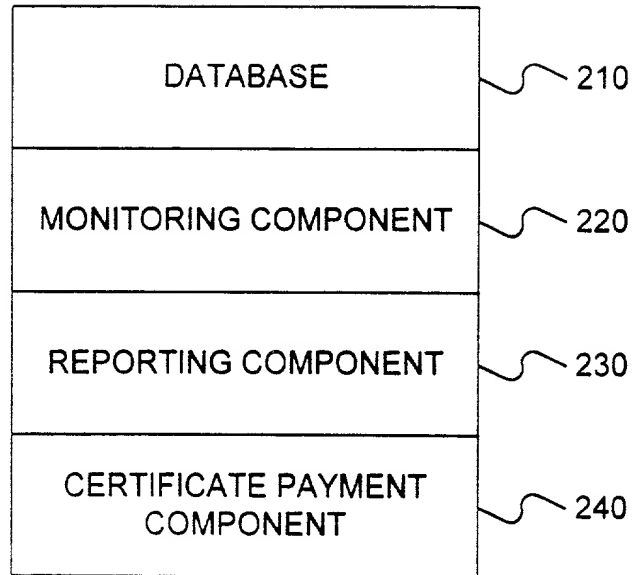 DATABASE 210
MONITORING COMPONENT 220
REPORTING COMPONENT 230
CERTIFICATE PAYMENT
COMPONENT 240